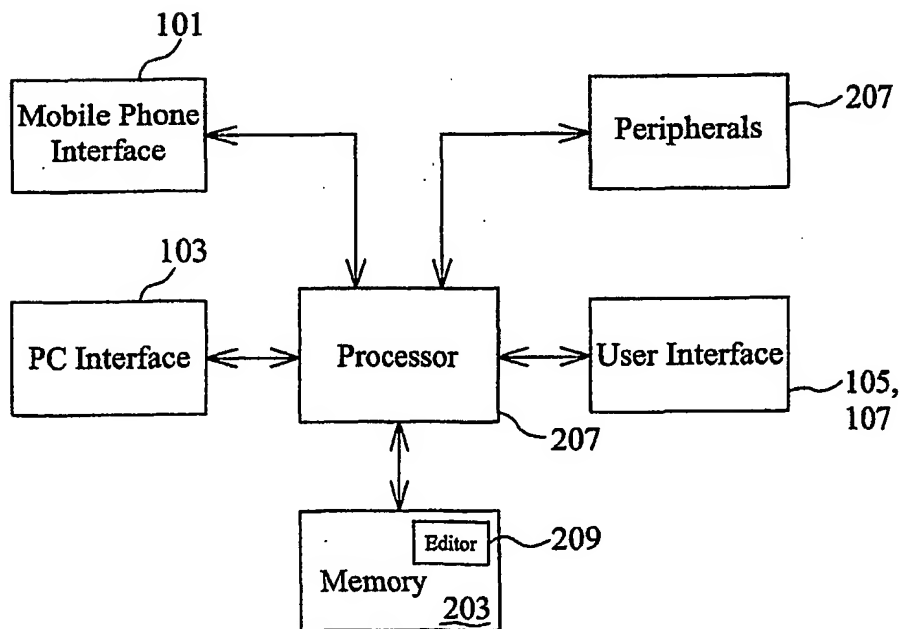 101
Mobile Phone
Interface
Peripherals
207
103
PC Interface
Processor
User Interface
105,
107
207
Editor
209
Memory
203